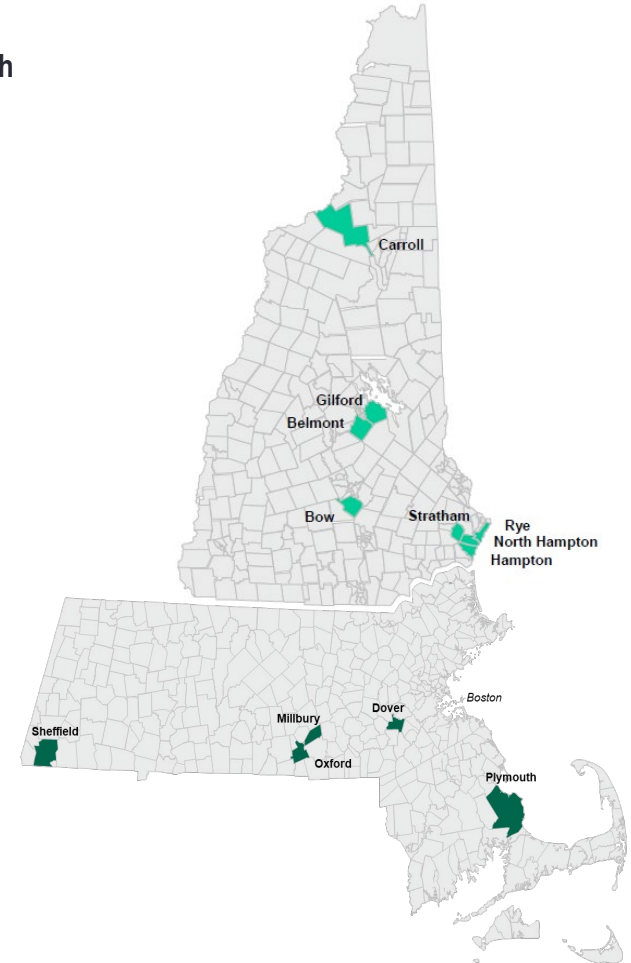 h
Carroll
Gilford
Belmont
Bow
Stratham
Rye
North Hampton
Hampton
Boston
Dover
Millbury
Sheffield
Oxford
Plymouth